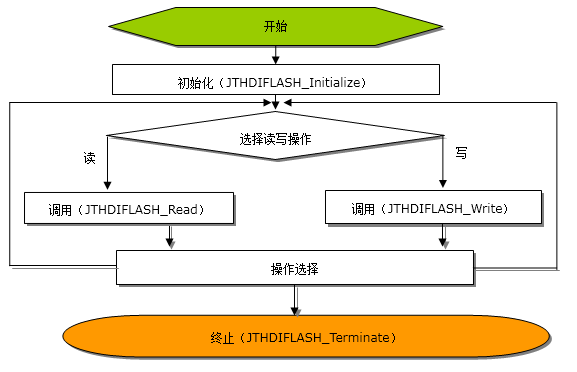 开始
初始化（JTHDIFLASH_Initialize）
选择读写操作
读
写
调用（JTHDIFLASH_Read）
调用（JTHDIFLASH_Write）
操作选择
终止（JTHDIFLASH_Terminate）